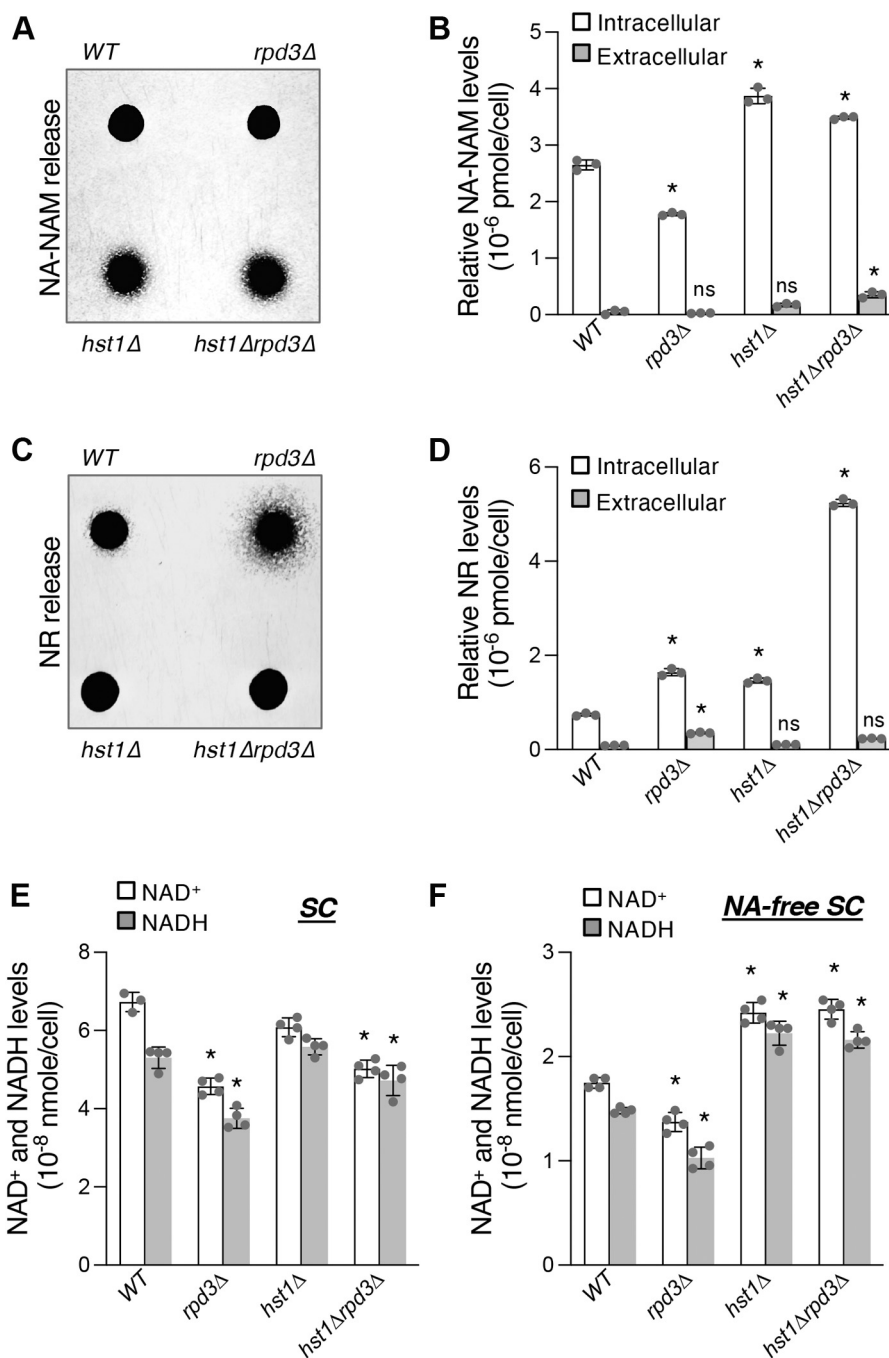 A
WT rpd3Δ
NA-NAM release
hst1Δ hst1Δrpd3Δ
B
Intracellular
Extracellular
Relative NA-NAM levels
(10-6 pmole/cell)
5
4
3
2
1
0
*
*
*
*
ns
ns
WT
rpd3Δ
hst1Δ
hst1Δrpd3Δ
C
WT rpd3Δ
NR release
hst1Δ hst1Δrpd3Δ
D
Intracellular
Extracellular
Relative NR levels
(10-6 pmole/cell)
6
4
2
0
*
*
*
*
ns
ns
WT
rpd3Δ
hst1Δ
hst1Δrpd3Δ
E
NAD+
NADH
SC
NAD+ and NADH levels
(10-8 nmole/cell)
8
6
4
2
0
*
*
*
*
WT
rpd3Δ
hst1Δ
hst1Δrpd3Δ
F
NAD+
NADH
NA-free SC
NAD+ and NADH levels
(10-8 nmole/cell)
3
2
1
0
*
*
*
*
*
*
WT
rpd3Δ
hst1Δ
hst1Δrpd3Δ